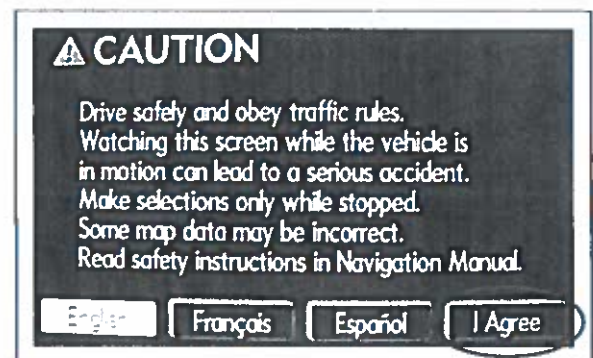 CAUTION
Drive safely and obey traffic rules.
Watching this screen while the vehicle is
in motion can lead to a serious accident.
Make selections only while stopped.
Some map data may be incorrect.
Read safety instructions in Navigation Manual.
English Français Español I Agree